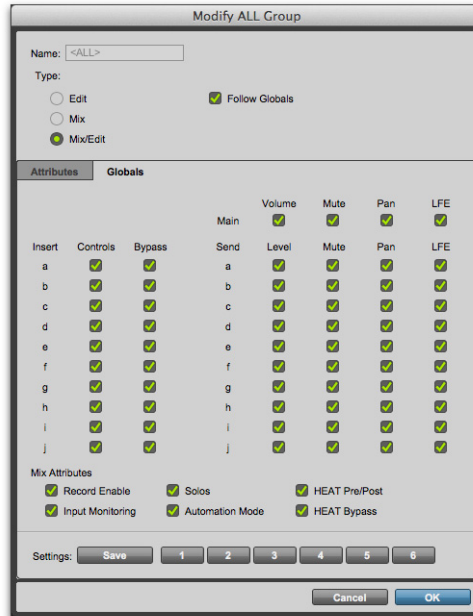 Modify ALL Group
Name: <ALL>
Type:
Edit Follow Globals
Mix
Mix/Edit
Attributes Globals
Volume Mute Pan LFE
Main
Insert Controls Bypass Send Level Mute Pan LFE
a a
b b
c c
d d
e e
f f
g g
h h
i i
j j
Mix Attributes
Record Enable Solos HEAT Pre/Post
Input Monitoring Automation Mode HEAT Bypass
Settings: Save 1 2 3 4 5 6
Cancel OK